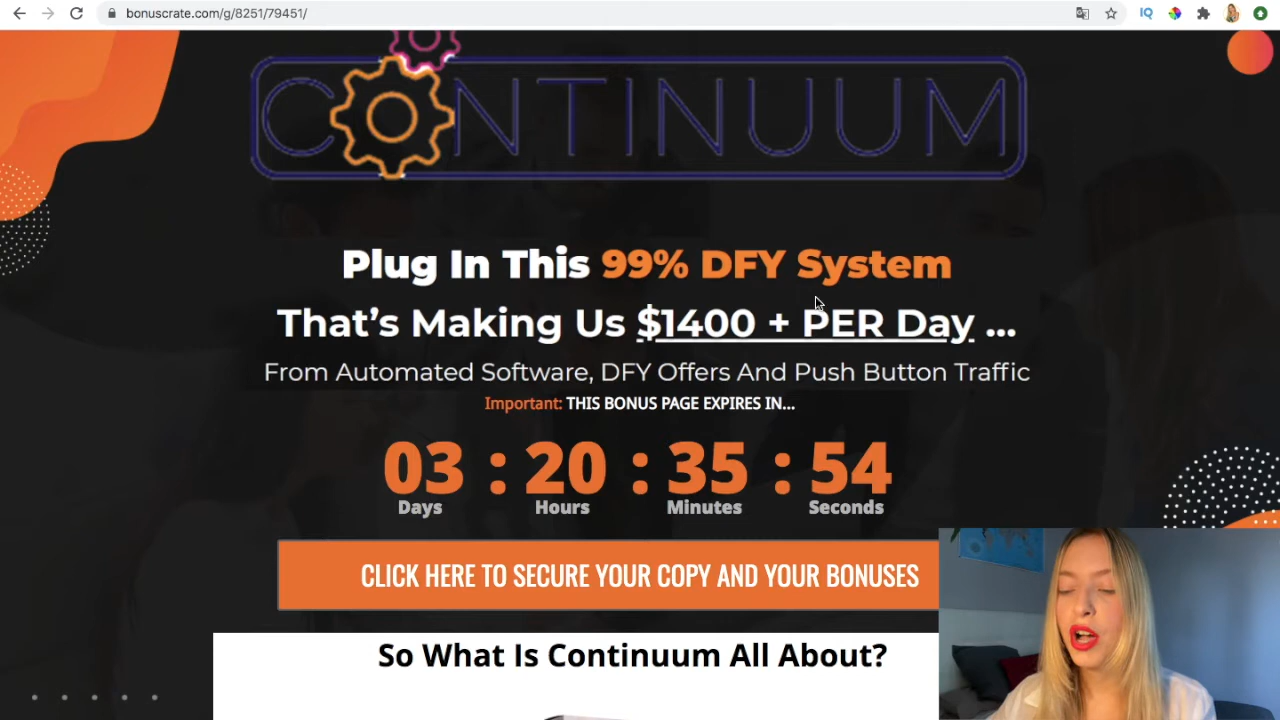 bonuscrate.com/g/8251/79451/
IQ
CONTINUUM
Plug In This 99% DFY System
That's Making Us $1400 + PER Day ...
From Automated Software, DFY Offers And Push Button Traffic
Important: THIS BONUS PAGE EXPIRES IN...
03 : 20 : 35 : 54
Days Hours Minutes Seconds
CLICK HERE TO SECURE YOUR COPY AND YOUR BONUSES
So What Is Continuum All About?